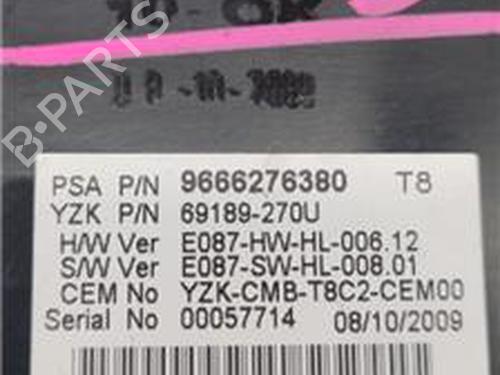 B-PARTS
PSA P/N 9666276380 T8
YZK P/N 69189-270U
H/W Ver E087-HW-HL-006.12
S/W Ver E087-SW-HL-008.01
CEM No YZK-CMB-T8C2-CEM00
Serial No 00057714 08/10/2009